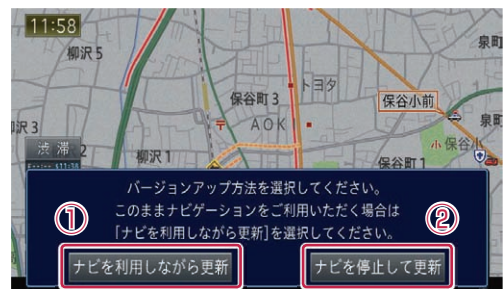 11:58
柳沢 5
泉町
保谷町 3
トヨタ
保谷小前
〒 AOK
沢 3
渋滞 2
柳沢 1
小 保谷小
泉町
保谷町 1
バージョンアップ方法を選択してください。
このままナビゲーションをご利用いただく場合は
[ナビを利用しながら更新]を選択してください。
①
②
ナビを利用しながら更新
ナビを停止して更新